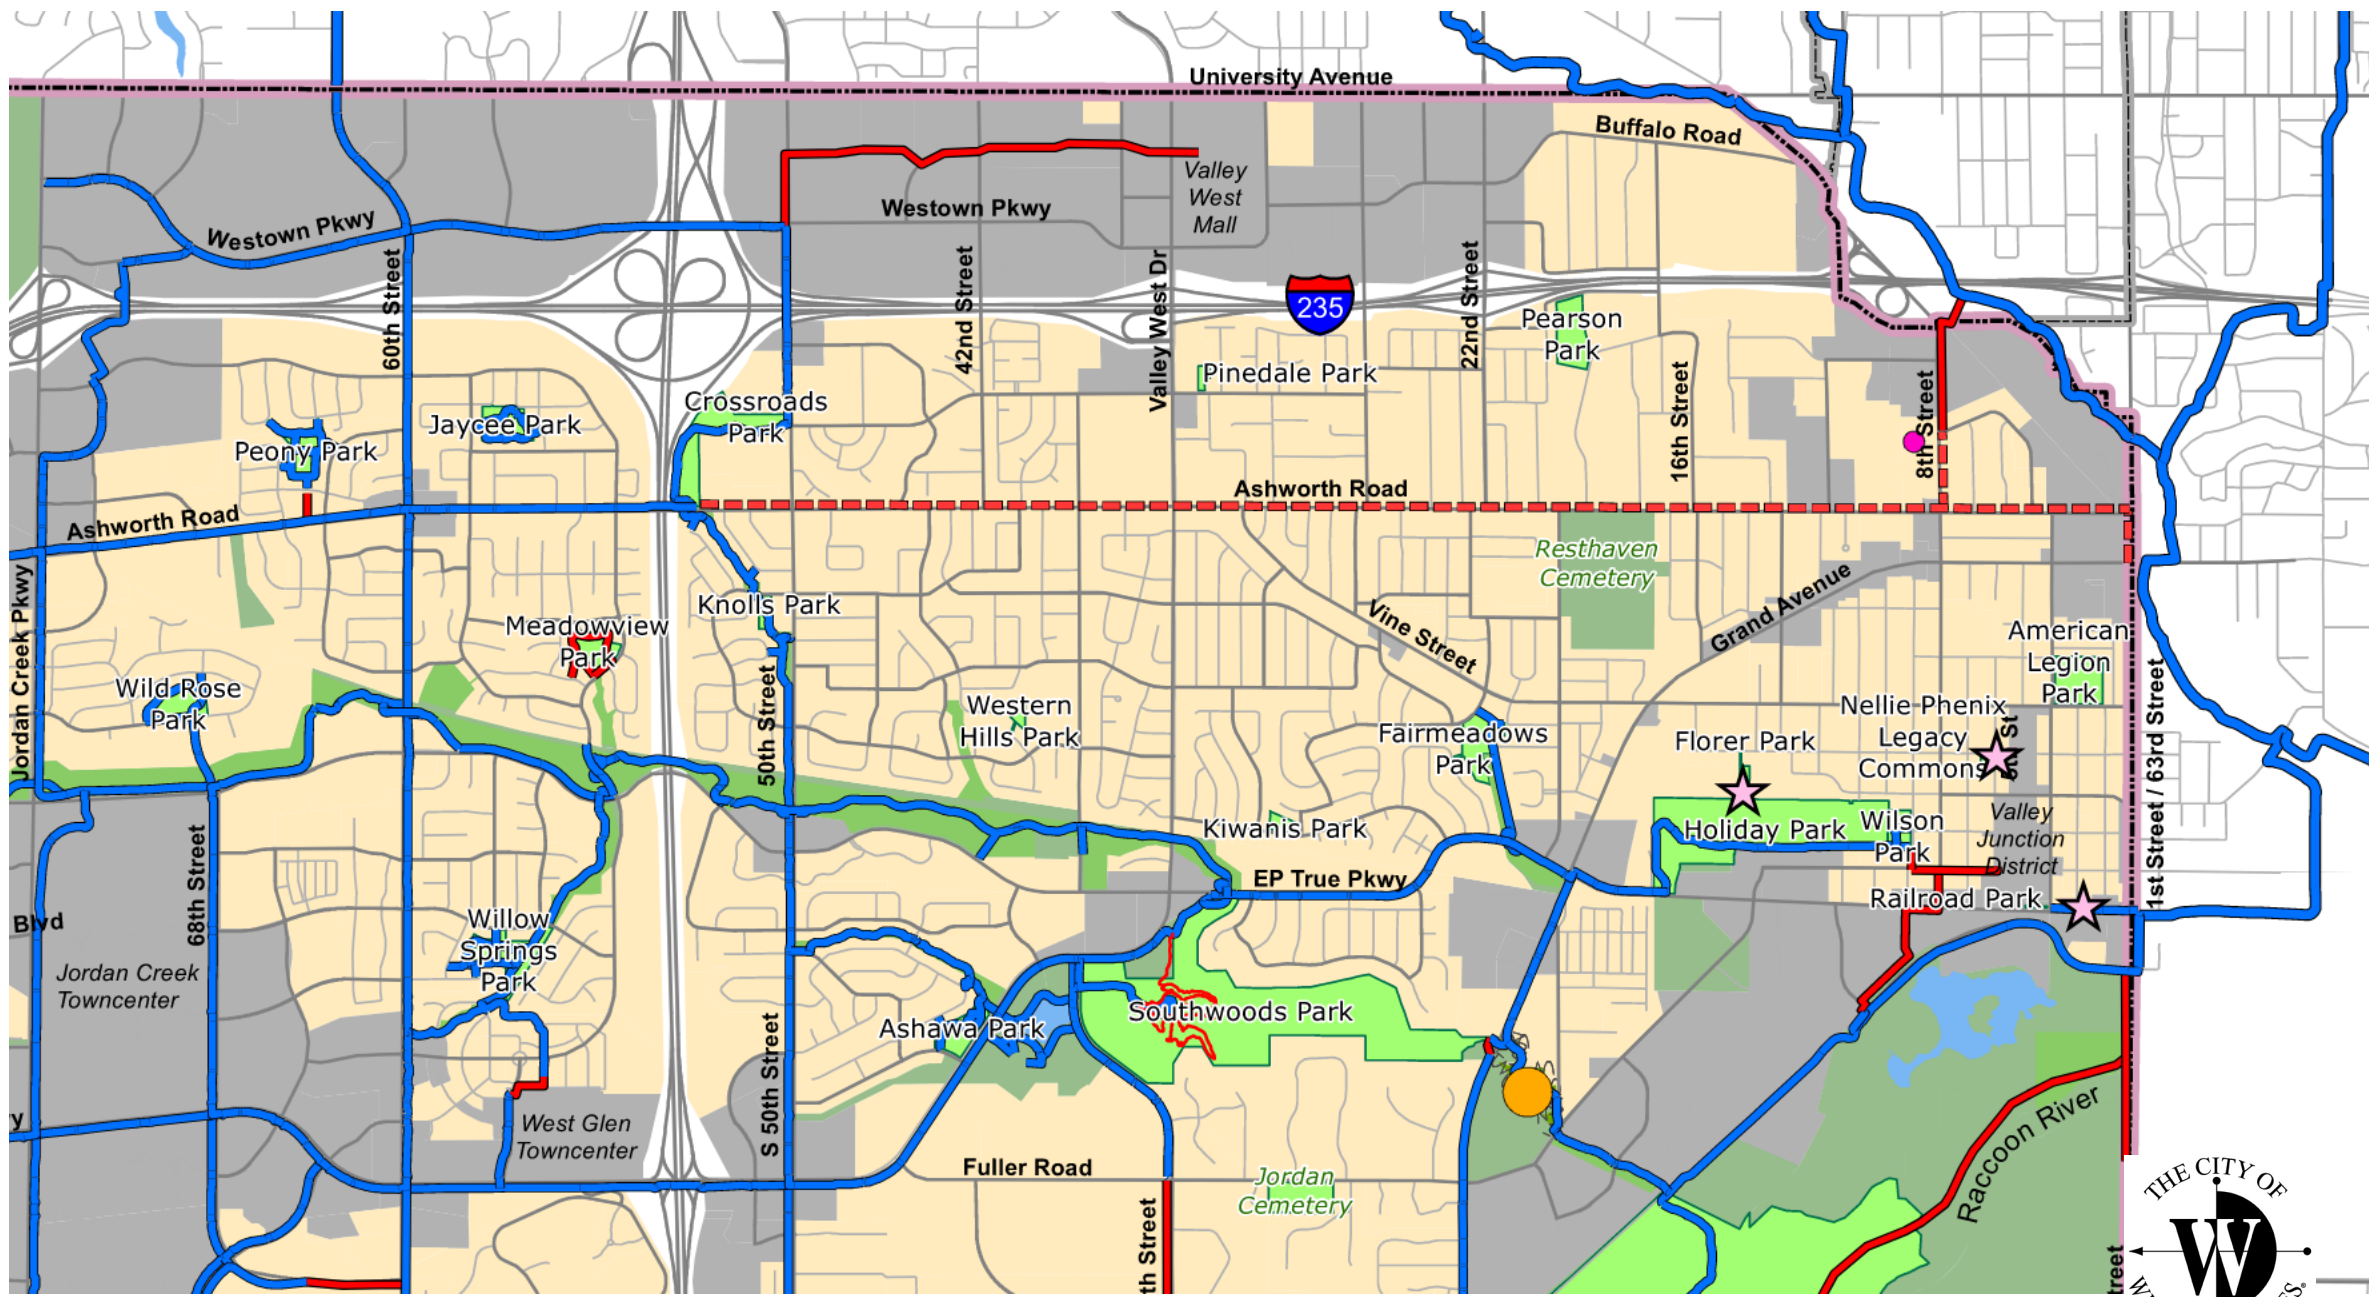 University Avenue
Buffalo Road
Valley
West
Mall
Westown Pkwy
Westown Pkwy
60th Street
42nd Street
Valley West Dr
22nd Street
235
Pearson
Park
Pinedale Park
16th Street
8th Street
Crossroads
Park
Jaycee Park
Peony Park
Ashworth Road
Ashworth Road
Resthaven
Cemetery
Jordan Creek Pkwy
Knolls Park
Meadowview
Park
Vine Street
Grand Avenue
American
Legion
Park
Wild Rose
Park
50th Street
Western
Hills Park
Fairmeadows
Park
Florer Park
Nellie Phenix
Legacy
Commons
St
1st Street / 63rd Street
Kiwanis Park
Holiday Park
Wilson
Park
Valley
Junction
District
68th Street
EP True Pkwy
Railroad Park
Blvd
Willow
Springs
Park
Jordan Creek
Towncenter
Ashawa Park
Southwoods Park
S 50th Street
West Glen
Towncenter
Fuller Road
Jordan
Cemetery
Raccoon River
th Street
treet
y
THE CITY OF
W